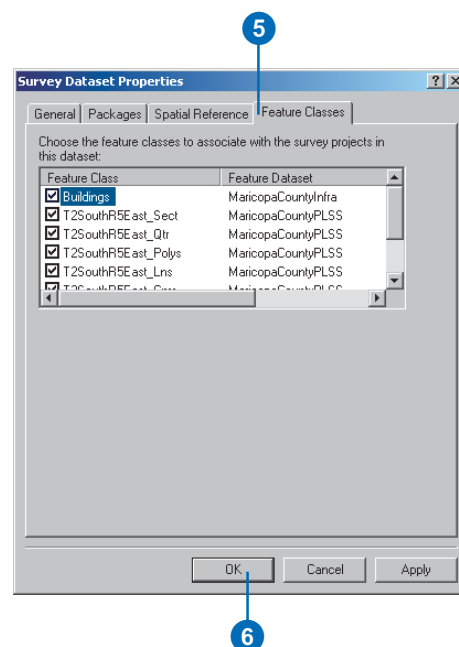 5
Survey Dataset Properties
General Packages Spatial Reference Feature Classes
Choose the feature classes to associate with the survey projects in
this dataset:
Feature Class Feature Dataset
Buildings MaricopaCountyInfra
T2SouthR5East_Sect MaricopaCountyPLSS
T2SouthR5East_Qtr MaricopaCountyPLSS
T2SouthR5East_Polys MaricopaCountyPLSS
T2SouthR5East_Lns MaricopaCountyPLSS
OK Cancel Apply
6